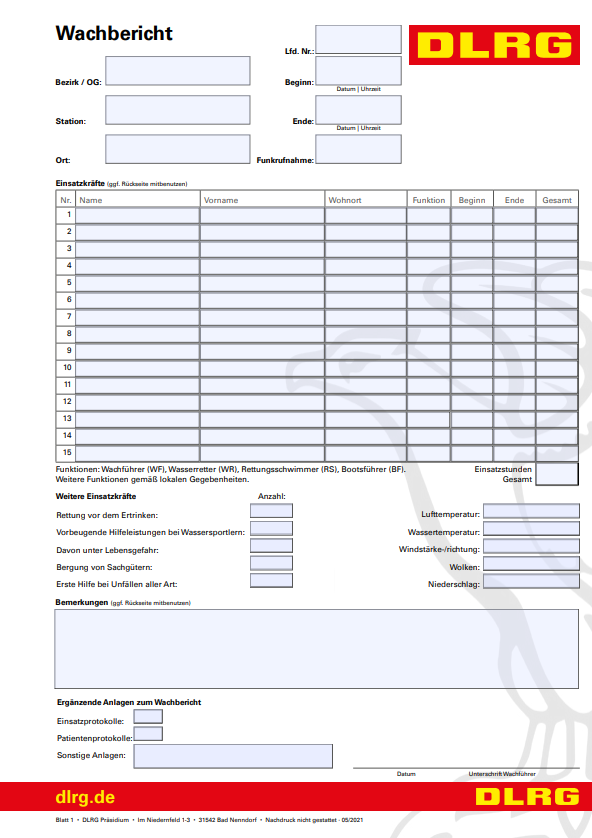 Wachbericht
DLRG
Lfd. Nr.:
Bezirk / OG:
Beginn:
Datum | Uhrzeit
Station:
Ende:
Datum | Uhrzeit
Ort:
Funkrufnahme:
Einsatzkräfte (ggf. Rückseite mitbenutzen)
Nr. Name Vorname Wohnort Funktion Beginn Ende Gesamt
1
2
3
4
5
6
7
8
9
10
11
12
13
14
15
Funktionen: Wachführer (WF), Wasserretter (WR), Rettungsschwimmer (RS), Bootsführer (BF).
Weitere Funktionen gemäß lokalen Gegebenheiten.
Einsatzstunden
Gesamt
Weitere Einsatzkräfte Anzahl:
Rettung vor dem Ertrinken:
Vorbeugende Hilfeleistungen bei Wassersportlern:
Davon unter Lebensgefahr:
Bergung von Sachgütern:
Erste Hilfe bei Unfällen aller Art:
Lufttemperatur:
Wassertemperatur:
Windstärke-/richtung:
Wolken:
Niederschlag:
Bemerkungen (ggf. Rückseite mitbenutzen)
Ergänzende Anlagen zum Wachbericht
Einsatzprotokolle:
Patientenprotokolle:
Sonstige Anlagen:
Datum Unterschrift Wachführer
dlrg.de DLRG
Blatt 1 • DLRG Präsidium • Im Niedernfeld 1-3 • 31542 Bad Nenndorf • Nachdruck nicht gestattet - 05/2021